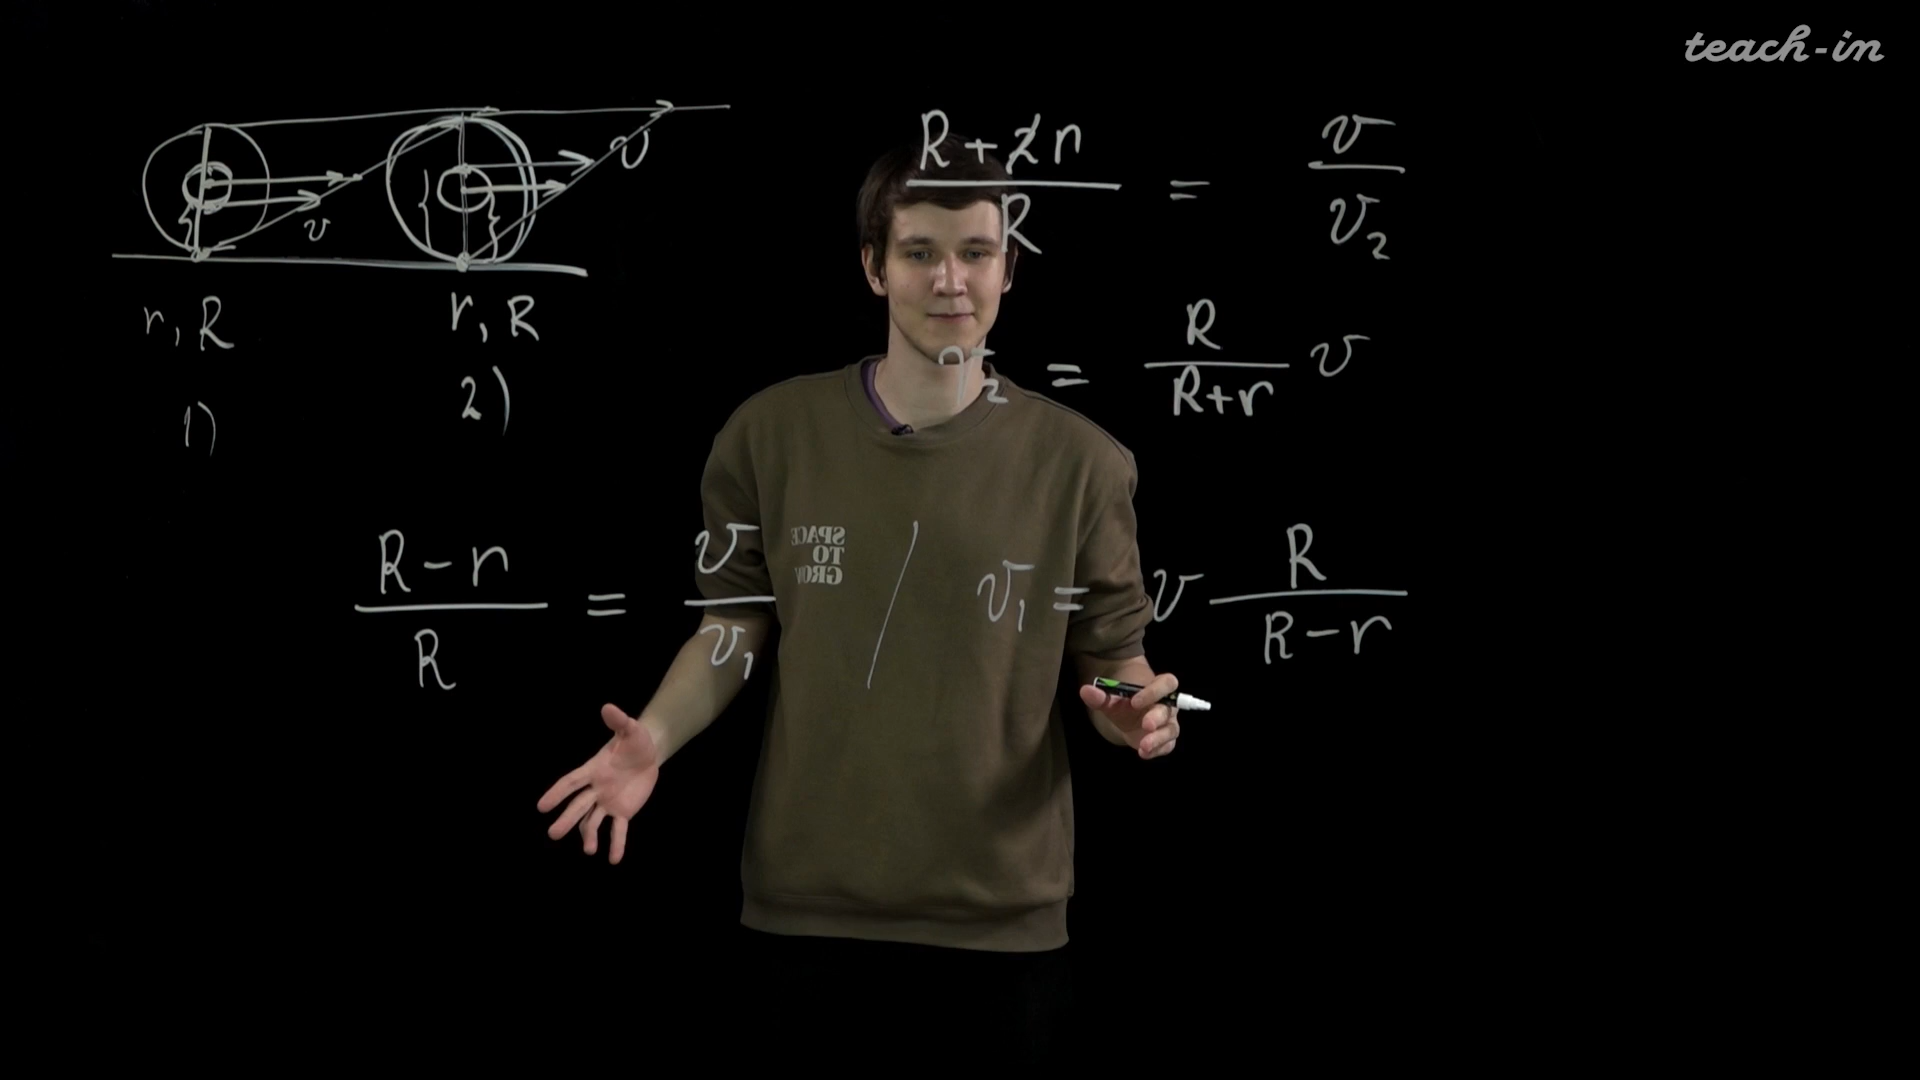 teach-in
v
v
r, R
r, R
1)
2)
R + 2r / R = v / v₂
v₂ = R / R+r v
R - r / R = v / v₁ / v₁ = v R / R - r
SPACE
TO
GROW